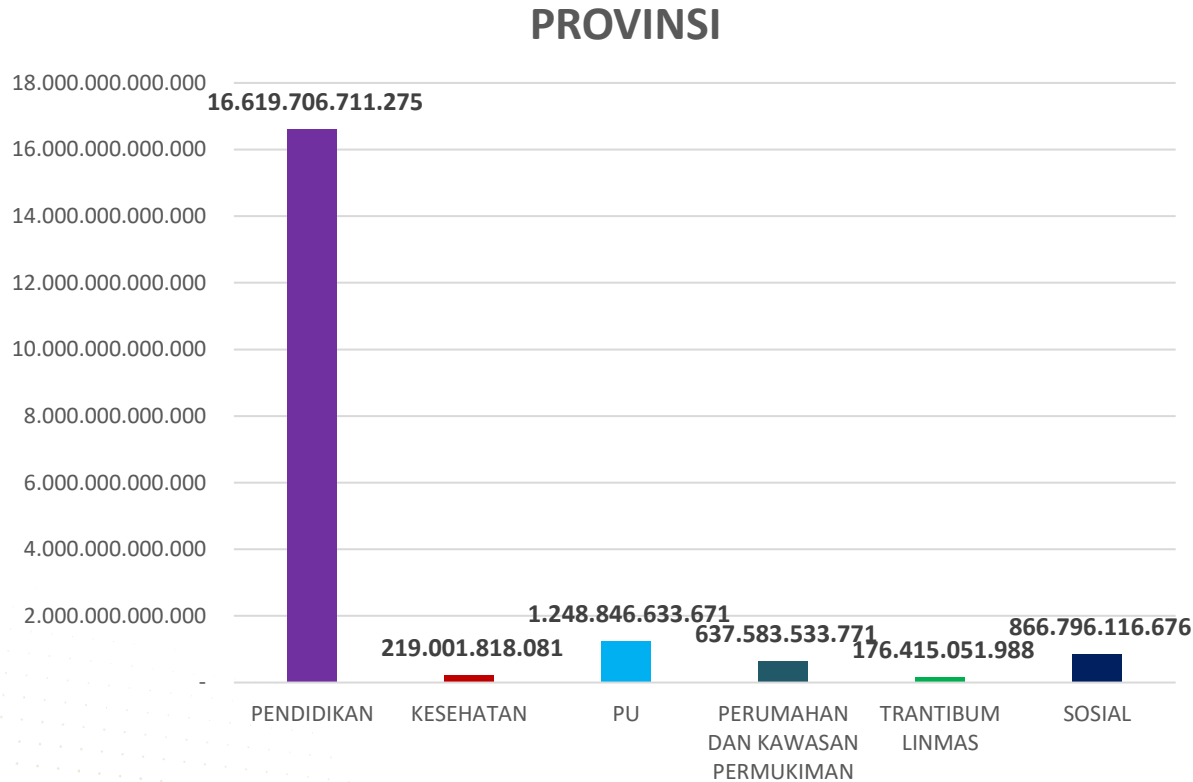 PROVINSI
18.000.000.000.000
16.000.000.000.000
14.000.000.000.000
12.000.000.000.000
10.000.000.000.000
8.000.000.000.000
6.000.000.000.000
4.000.000.000.000
2.000.000.000.000
-
16.619.706.711.275
219.001.818.081
1.248.846.633.671
637.583.533.771
176.415.051.988
866.796.116.676
PENDIDIKAN
KESEHATAN
PU
PERUMAHAN
DAN KAWASAN
PERMUKIMAN
TRANTIBUM
LINMAS
SOSIAL